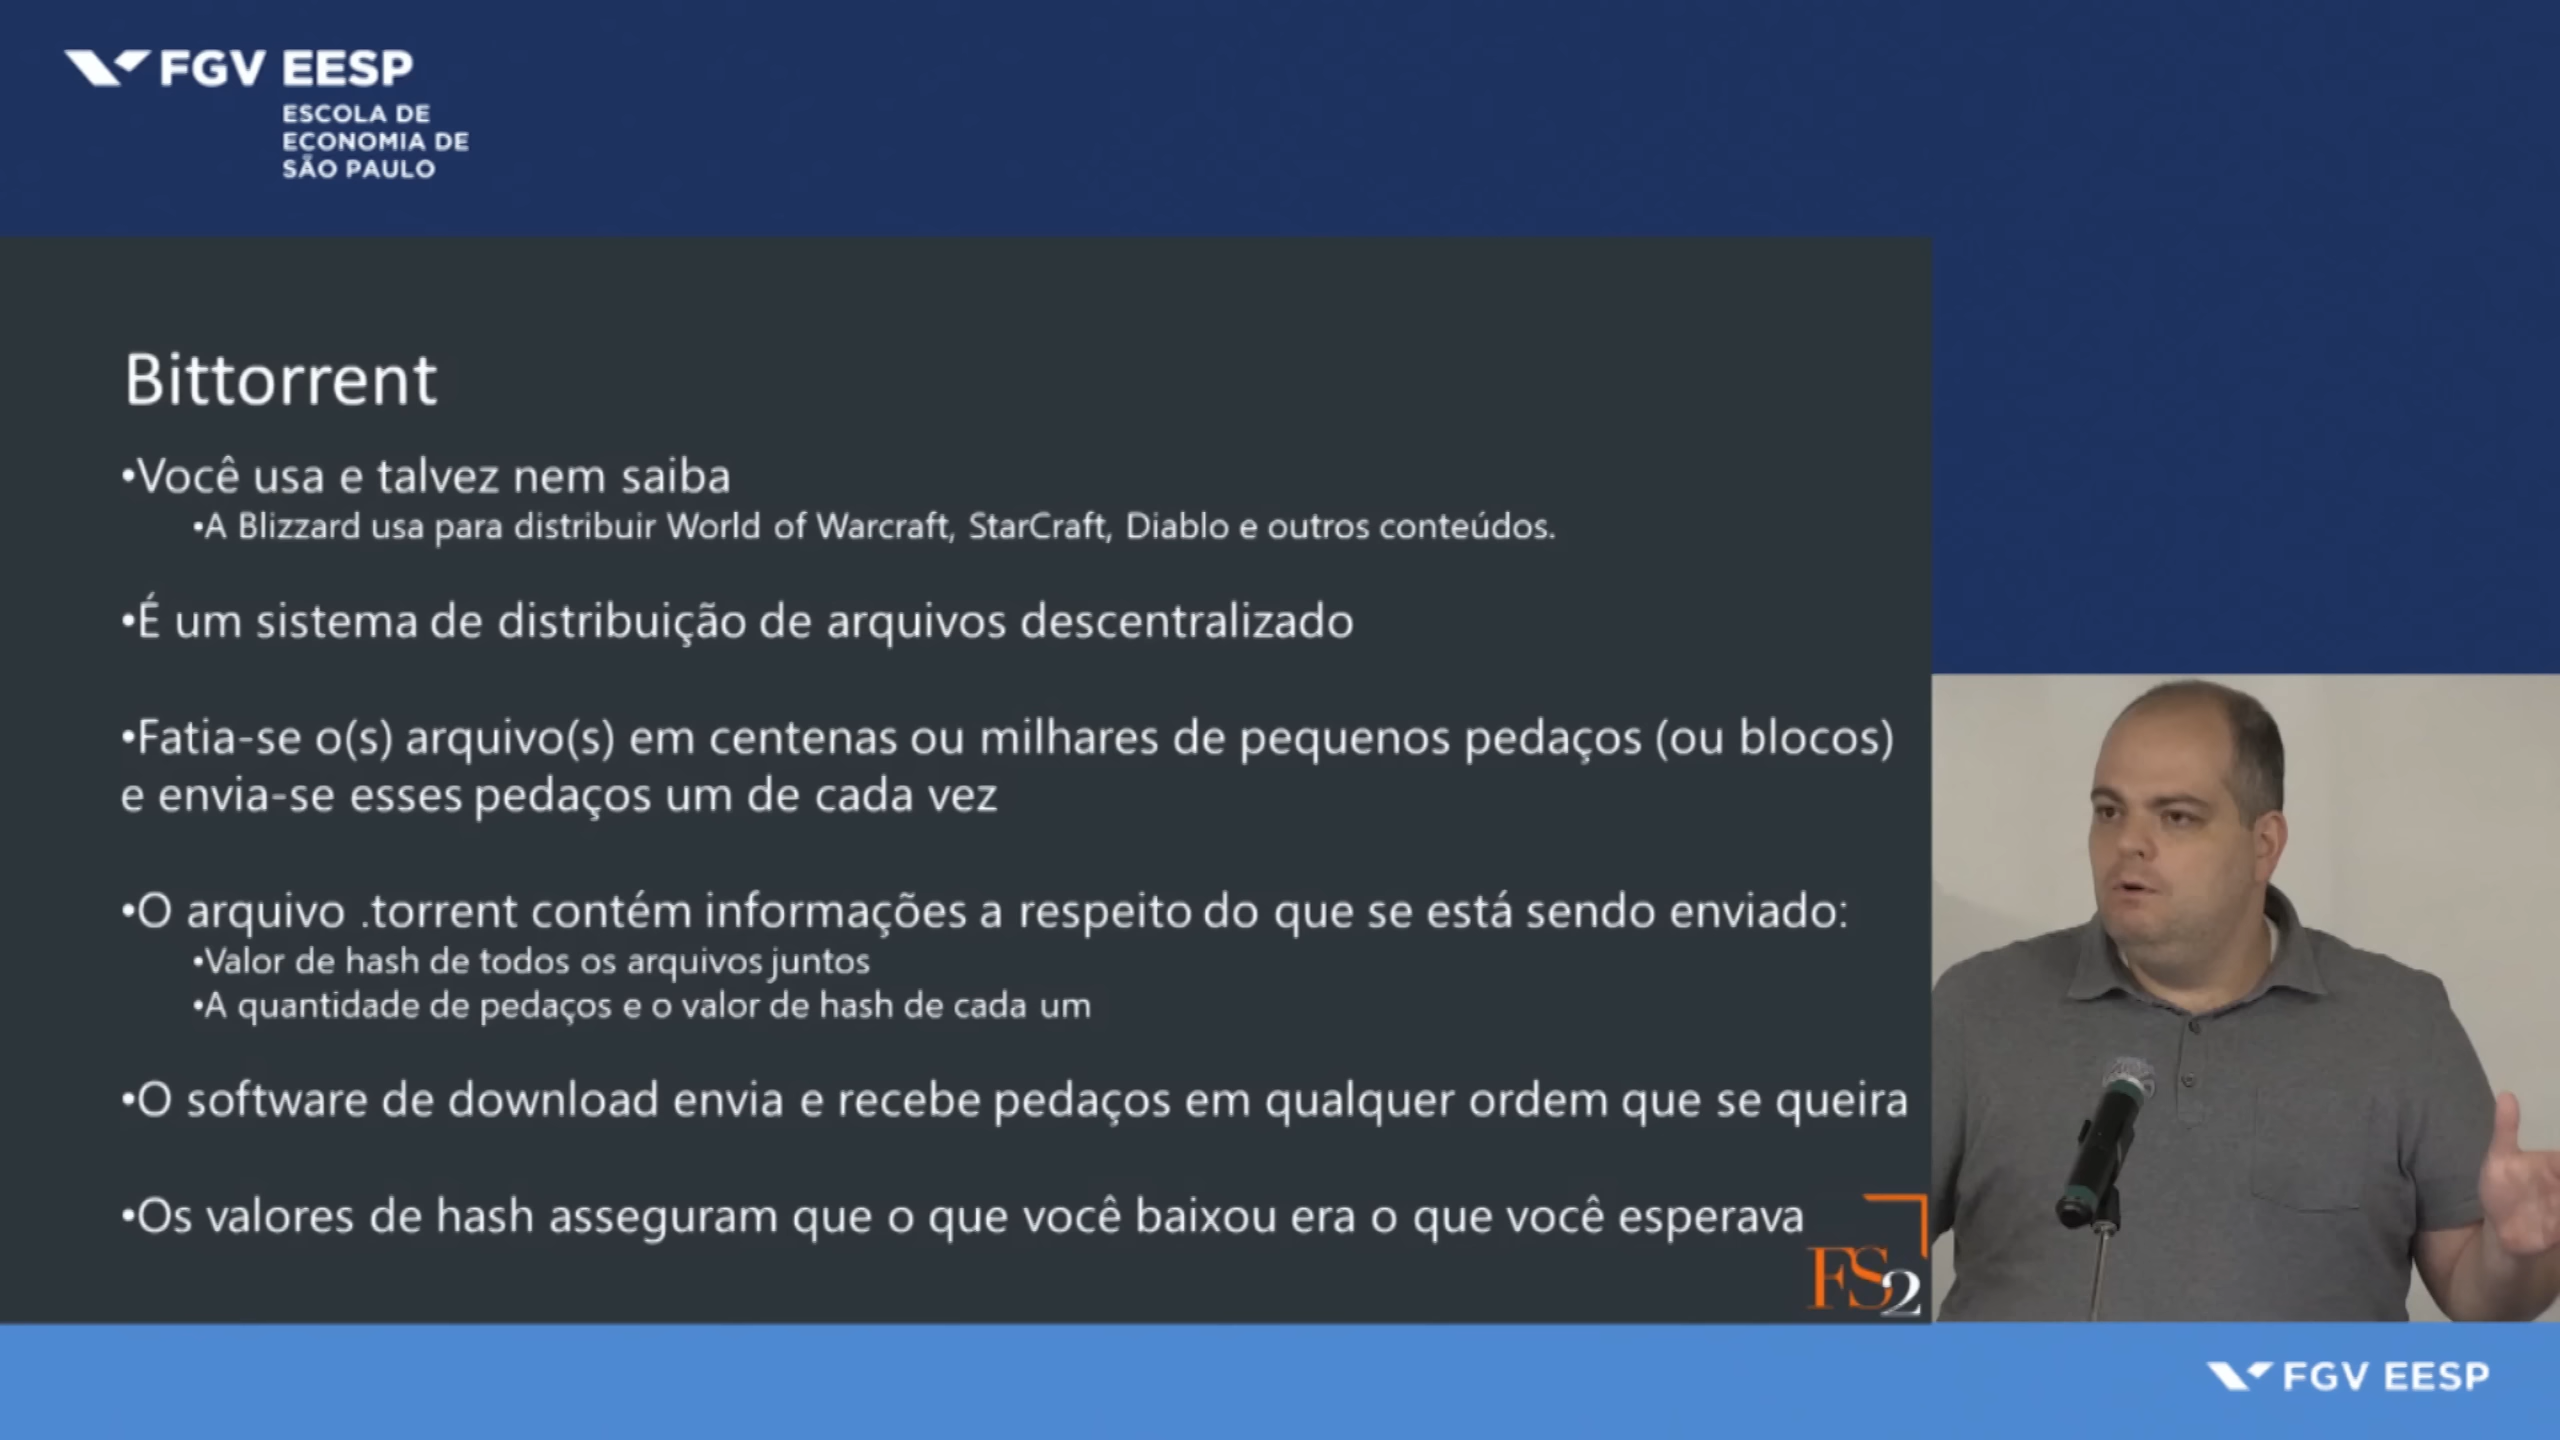 FGV EESP
ESCOLA DE
ECONOMIA DE
SÃO PAULO
Bittorrent
•Você usa e talvez nem saiba
•A Blizzard usa para distribuir World of Warcraft, StarCraft, Diablo e outros conteúdos.
•É um sistema de distribuição de arquivos descentralizado
•Fatia-se o(s) arquivo(s) em centenas ou milhares de pequenos pedaços (ou blocos)
e envia-se esses pedaços um de cada vez
•O arquivo .torrent contém informações a respeito do que se está sendo enviado:
•Valor de hash de todos os arquivos juntos
•A quantidade de pedaços e o valor de hash de cada um
•O software de download envia e recebe pedaços em qualquer ordem que se queira
•Os valores de hash asseguram que o que você baixou era o que você esperava
FS2
FGV EESP